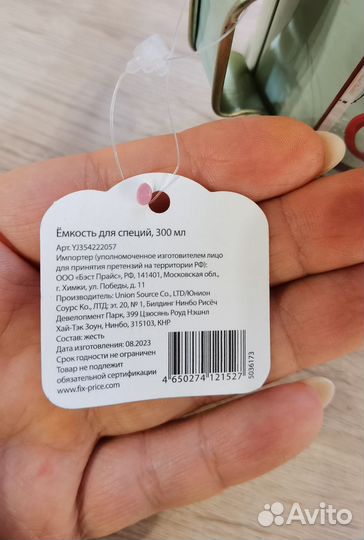 Ёмкость для специй, 300 мл
Арт. YJ354222057
Импортер (уполномоченное изготовителем лицо
для принятия претензий на территории РФ):
ООО «Бэст Прайс», РФ, 141401, Московская обл.,
г. Химки, ул. Победы, д. 11
Производитель: Union Source Co., LTD/Юнион
Соурс Ко., ЛТД; эт. 20, № 1, Билдинг Нинбо Рисёч
Девелопмент Парк, 399 Цзюсянь Роуд Нэшнл
Хай-Тэк Зоун, Нинбо, 315103, КНР
Состав: жесть
Дата изготовления: 08.2023
Срок годности не ограничен
Товар не подлежит
обязательной сертификации
www.fix-price.com
4 650274 121527
5036173
Avito